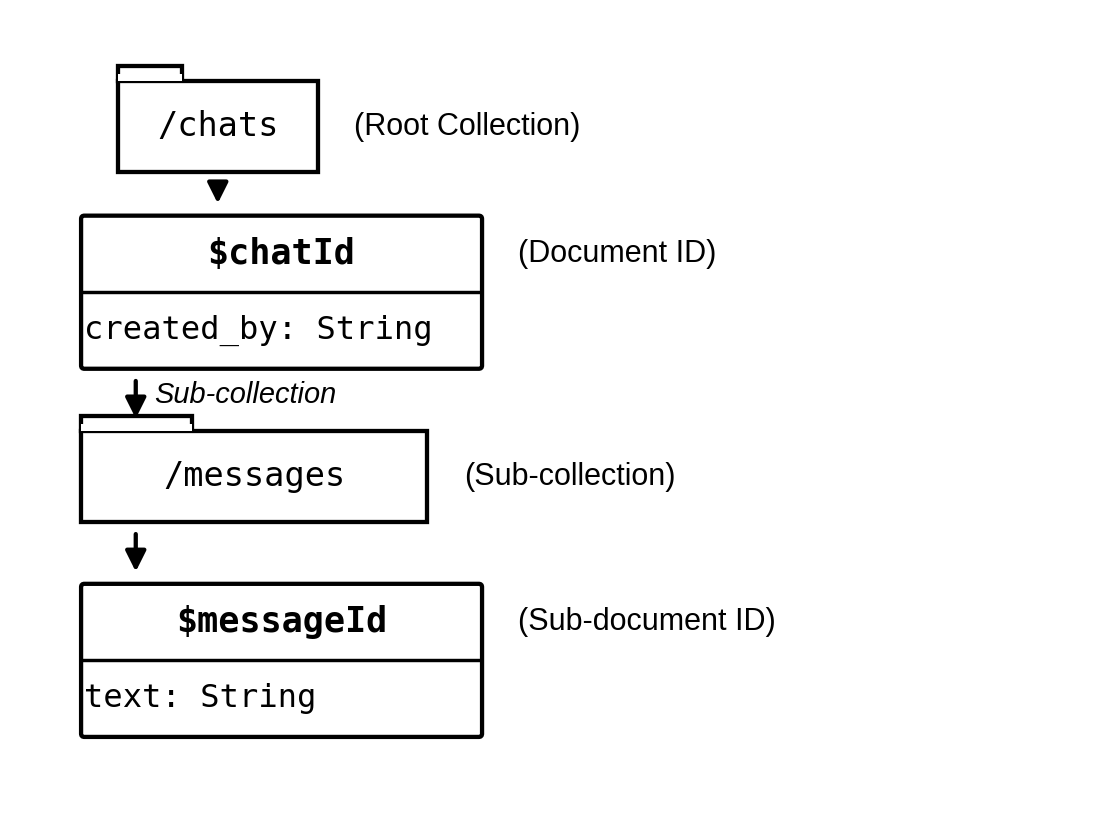 /chats (Root Collection)
$chatId (Document ID)
created_by: String
Sub-collection
/messages (Sub-collection)
$messageId (Sub-document ID)
text: String